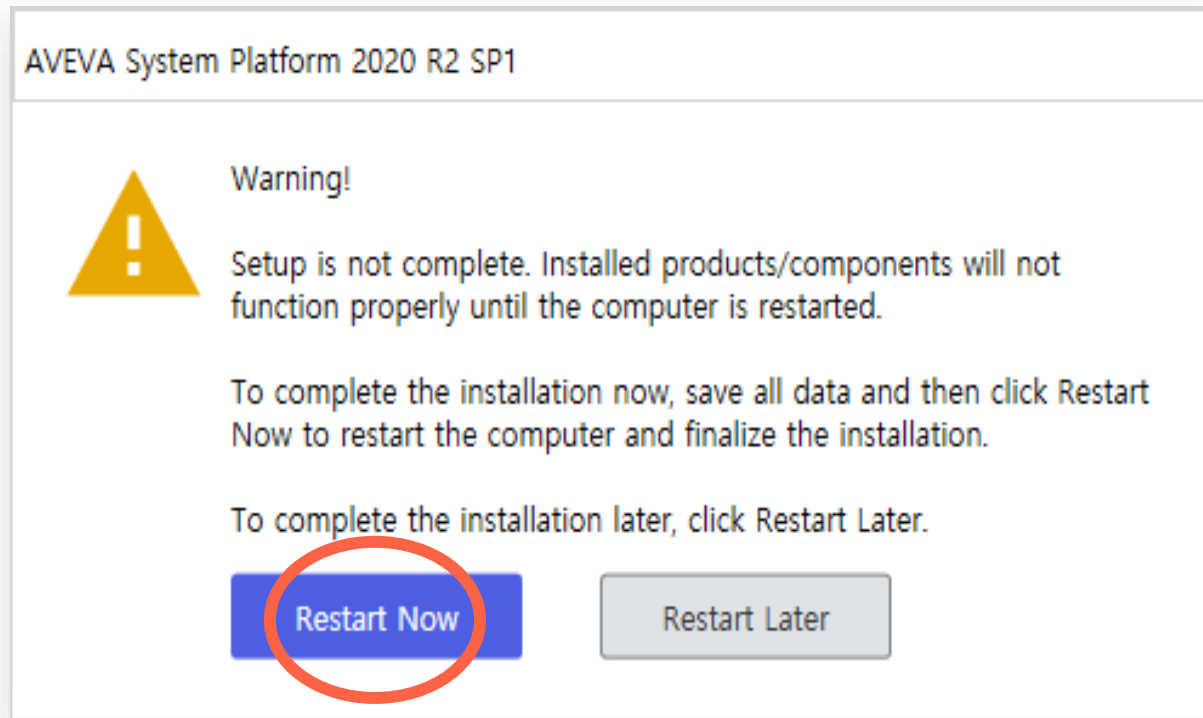 AVEVA System Platform 2020 R2 SP1
Warning!
Setup is not complete. Installed products/components will not
function properly until the computer is restarted.
To complete the installation now, save all data and then click Restart
Now to restart the computer and finalize the installation.
To complete the installation later, click Restart Later.
Restart Now
Restart Later